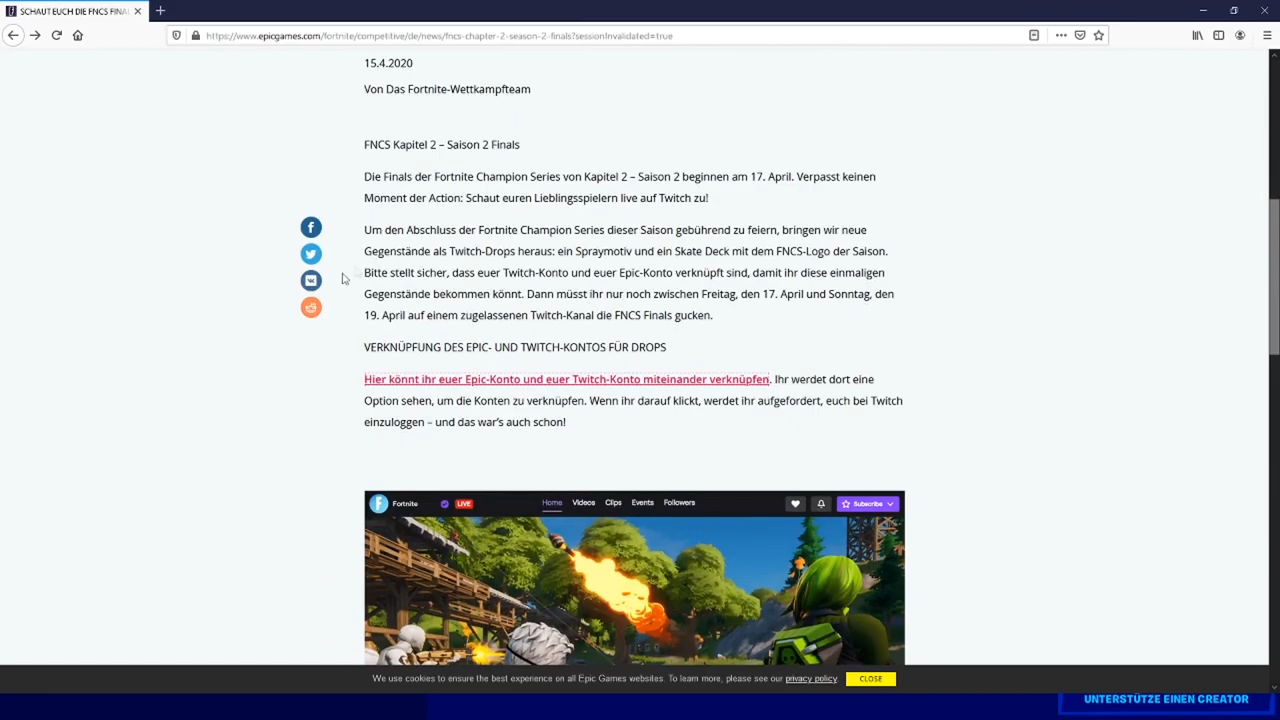 SCHAUT EUCH DIE FNCS FINA
https://www.epicgames.com/fortnite/competitive/de/news/fncs-chapter-2-season-2-finals?sessionInvalidated=true
15.4.2020
Von Das Fortnite-Wettkampfteam
FNCS Kapitel 2 – Saison 2 Finals
Die Finals der Fortnite Champion Series von Kapitel 2 – Saison 2 beginnen am 17. April. Verpasst keinen
Moment der Action: Schaut euren Lieblingsspielern live auf Twitch zu!
Um den Abschluss der Fortnite Champion Series dieser Saison gebührend zu feiern, bringen wir neue
Gegenstände als Twitch-Drops heraus: ein Spraymotiv und ein Skate Deck mit dem FNCS-Logo der Saison.
Bitte stellt sicher, dass euer Twitch-Konto und euer Epic-Konto verknüpft sind, damit ihr diese einmaligen
Gegenstände bekommen könnt. Dann müsst ihr nur noch zwischen Freitag, den 17. April und Sonntag, den
19. April auf einem zugelassenen Twitch-Kanal die FNCS Finals gucken.
VERKNÜPFUNG DES EPIC- UND TWITCH-KONTOS FÜR DROPS
Hier könnt ihr euer Epic-Konto und euer Twitch-Konto miteinander verknüpfen. Ihr werdet dort eine
Option sehen, um die Konten zu verknüpfen. Wenn ihr darauf klickt, werdet ihr aufgefordert, euch bei Twitch
einzuloggen – und das war's auch schon!
Fortnite LIVE Home Videos Clips Events Followers Subscribe
We use cookies to ensure the best experience on all Epic Games websites. To learn more, please see our privacy policy. CLOSE
UNTERSTÜTZE EINEN CREATOR